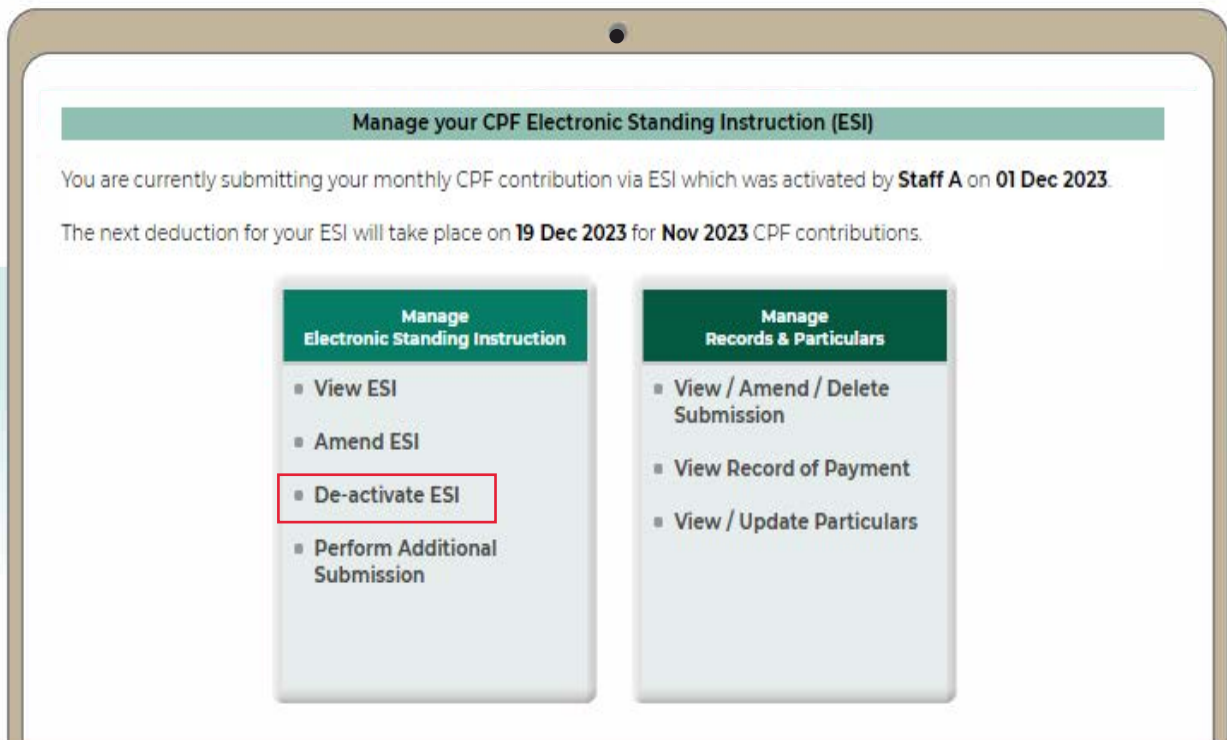 Manage your CPF Electronic Standing Instruction (ESI)
You are currently submitting your monthly CPF contribution via ESI which was activated by Staff A on 01 Dec 2023.
The next deduction for your ESI will take place on 19 Dec 2023 for Nov 2023 CPF contributions.
Manage
Electronic Standing Instruction
View ESI
Amend ESI
De-activate ESI
Perform Additional
Submission
Manage
Records & Particulars
View / Amend / Delete
Submission
View Record of Payment
View / Update Particulars